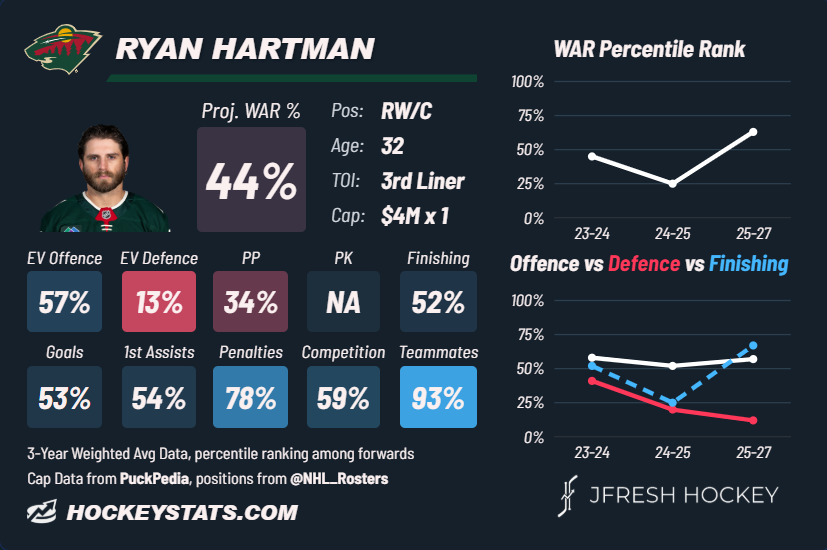 RYAN HARTMAN
Proj. WAR %
44%
Pos: RW/C
Age: 32
TOI: 3rd Liner
Cap: $4M x 1
EV Offence EV Defence PP PK Finishing
57% 13% 34% NA 52%
Goals 1st Assists Penalties Competition Teammates
53% 54% 78% 59% 93%
3-Year Weighted Avg Data, percentile ranking among forwards
Cap Data from PuckPedia, positions from @NHL_Rosters
HOCKEYSTATS.COM
WAR Percentile Rank
100%
75%
50%
25%
0%
23-24 24-25 25-27
Offence vs Defence vs Finishing
100%
75%
50%
25%
0%
23-24 24-25 25-27
JFRESH HOCKEY